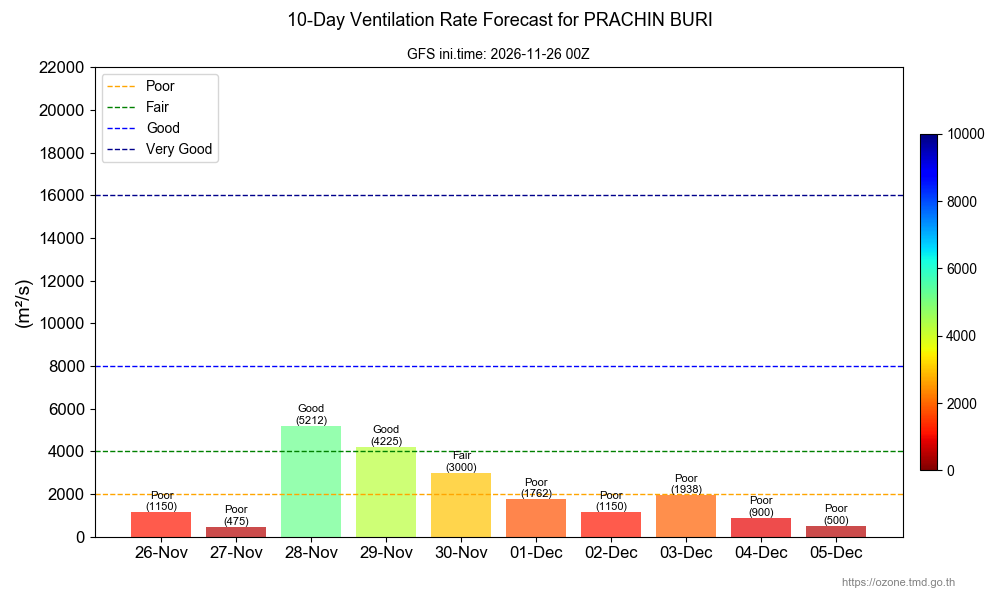 10-Day Ventilation Rate Forecast for PRACHIN BURI
GFS ini.time: 2026-11-26 00Z
(m²/s)
22000
20000
18000
16000
14000
12000
10000
8000
6000
4000
2000
0
Poor
Fair
Good
Very Good
Poor
(1150)
Poor
(475)
Good
(5212)
Good
(4225)
Fair
(3000)
Poor
(1762)
Poor
(1150)
Poor
(1938)
Poor
(900)
Poor
(500)
26-Nov
27-Nov
28-Nov
29-Nov
30-Nov
01-Dec
02-Dec
03-Dec
04-Dec
05-Dec
10000
8000
6000
4000
2000
0
https://ozone.tmd.go.th